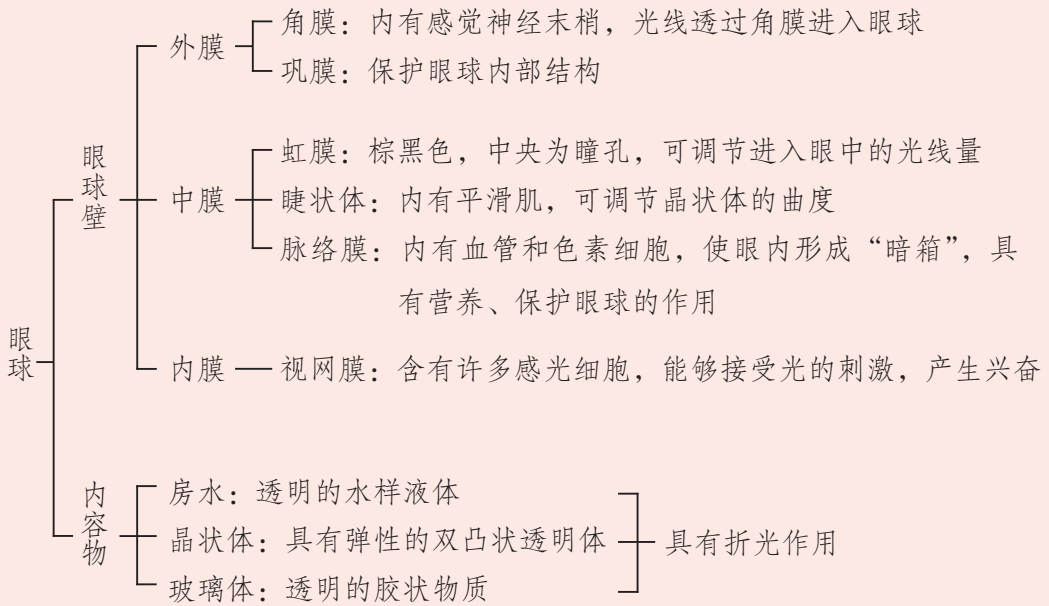 眼球
眼球壁
外膜
角膜：内有感觉神经末梢，光线透过角膜进入眼球
巩膜：保护眼球内部结构
中膜
虹膜：棕黑色，中央为瞳孔，可调节进入眼中的光线量
睫状体：内有平滑肌，可调节晶状体的曲度
脉络膜：内有血管和色素细胞，使眼内形成“暗箱”，具
有营养、保护眼球的作用
内膜
视网膜：含有许多感光细胞，能够接受光的刺激，产生兴奋
内容物
房水：透明的水样液体
晶状体：具有弹性的双凸状透明体
玻璃体：透明的胶状物质
具有折光作用